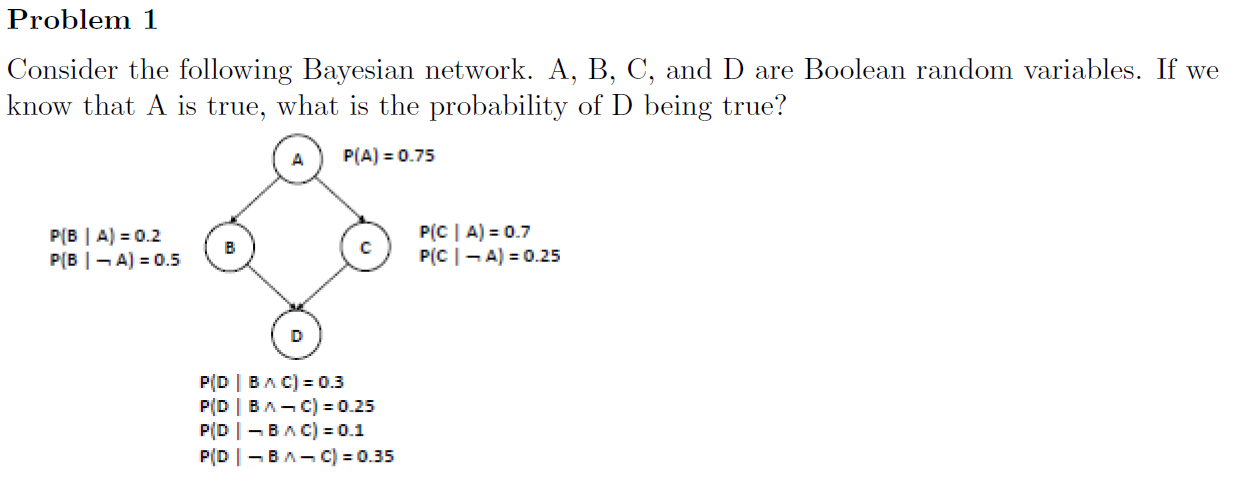 Problem 1
Consider the following Bayesian network. A, B, C, and D are Boolean random variables. If we
know that A is true, what is the probability of D being true?
A
P(A) = 0.75
P(B | A) = 0.2
P(B | ¬ A) = 0.5
B
C
P(C | A) = 0.7
P(C | ¬ A) = 0.25
D
P(D | B ∧ C) = 0.3
P(D | B ∧ ¬ C) = 0.25
P(D | ¬ B ∧ C) = 0.1
P(D | ¬ B ∧ ¬ C) = 0.35